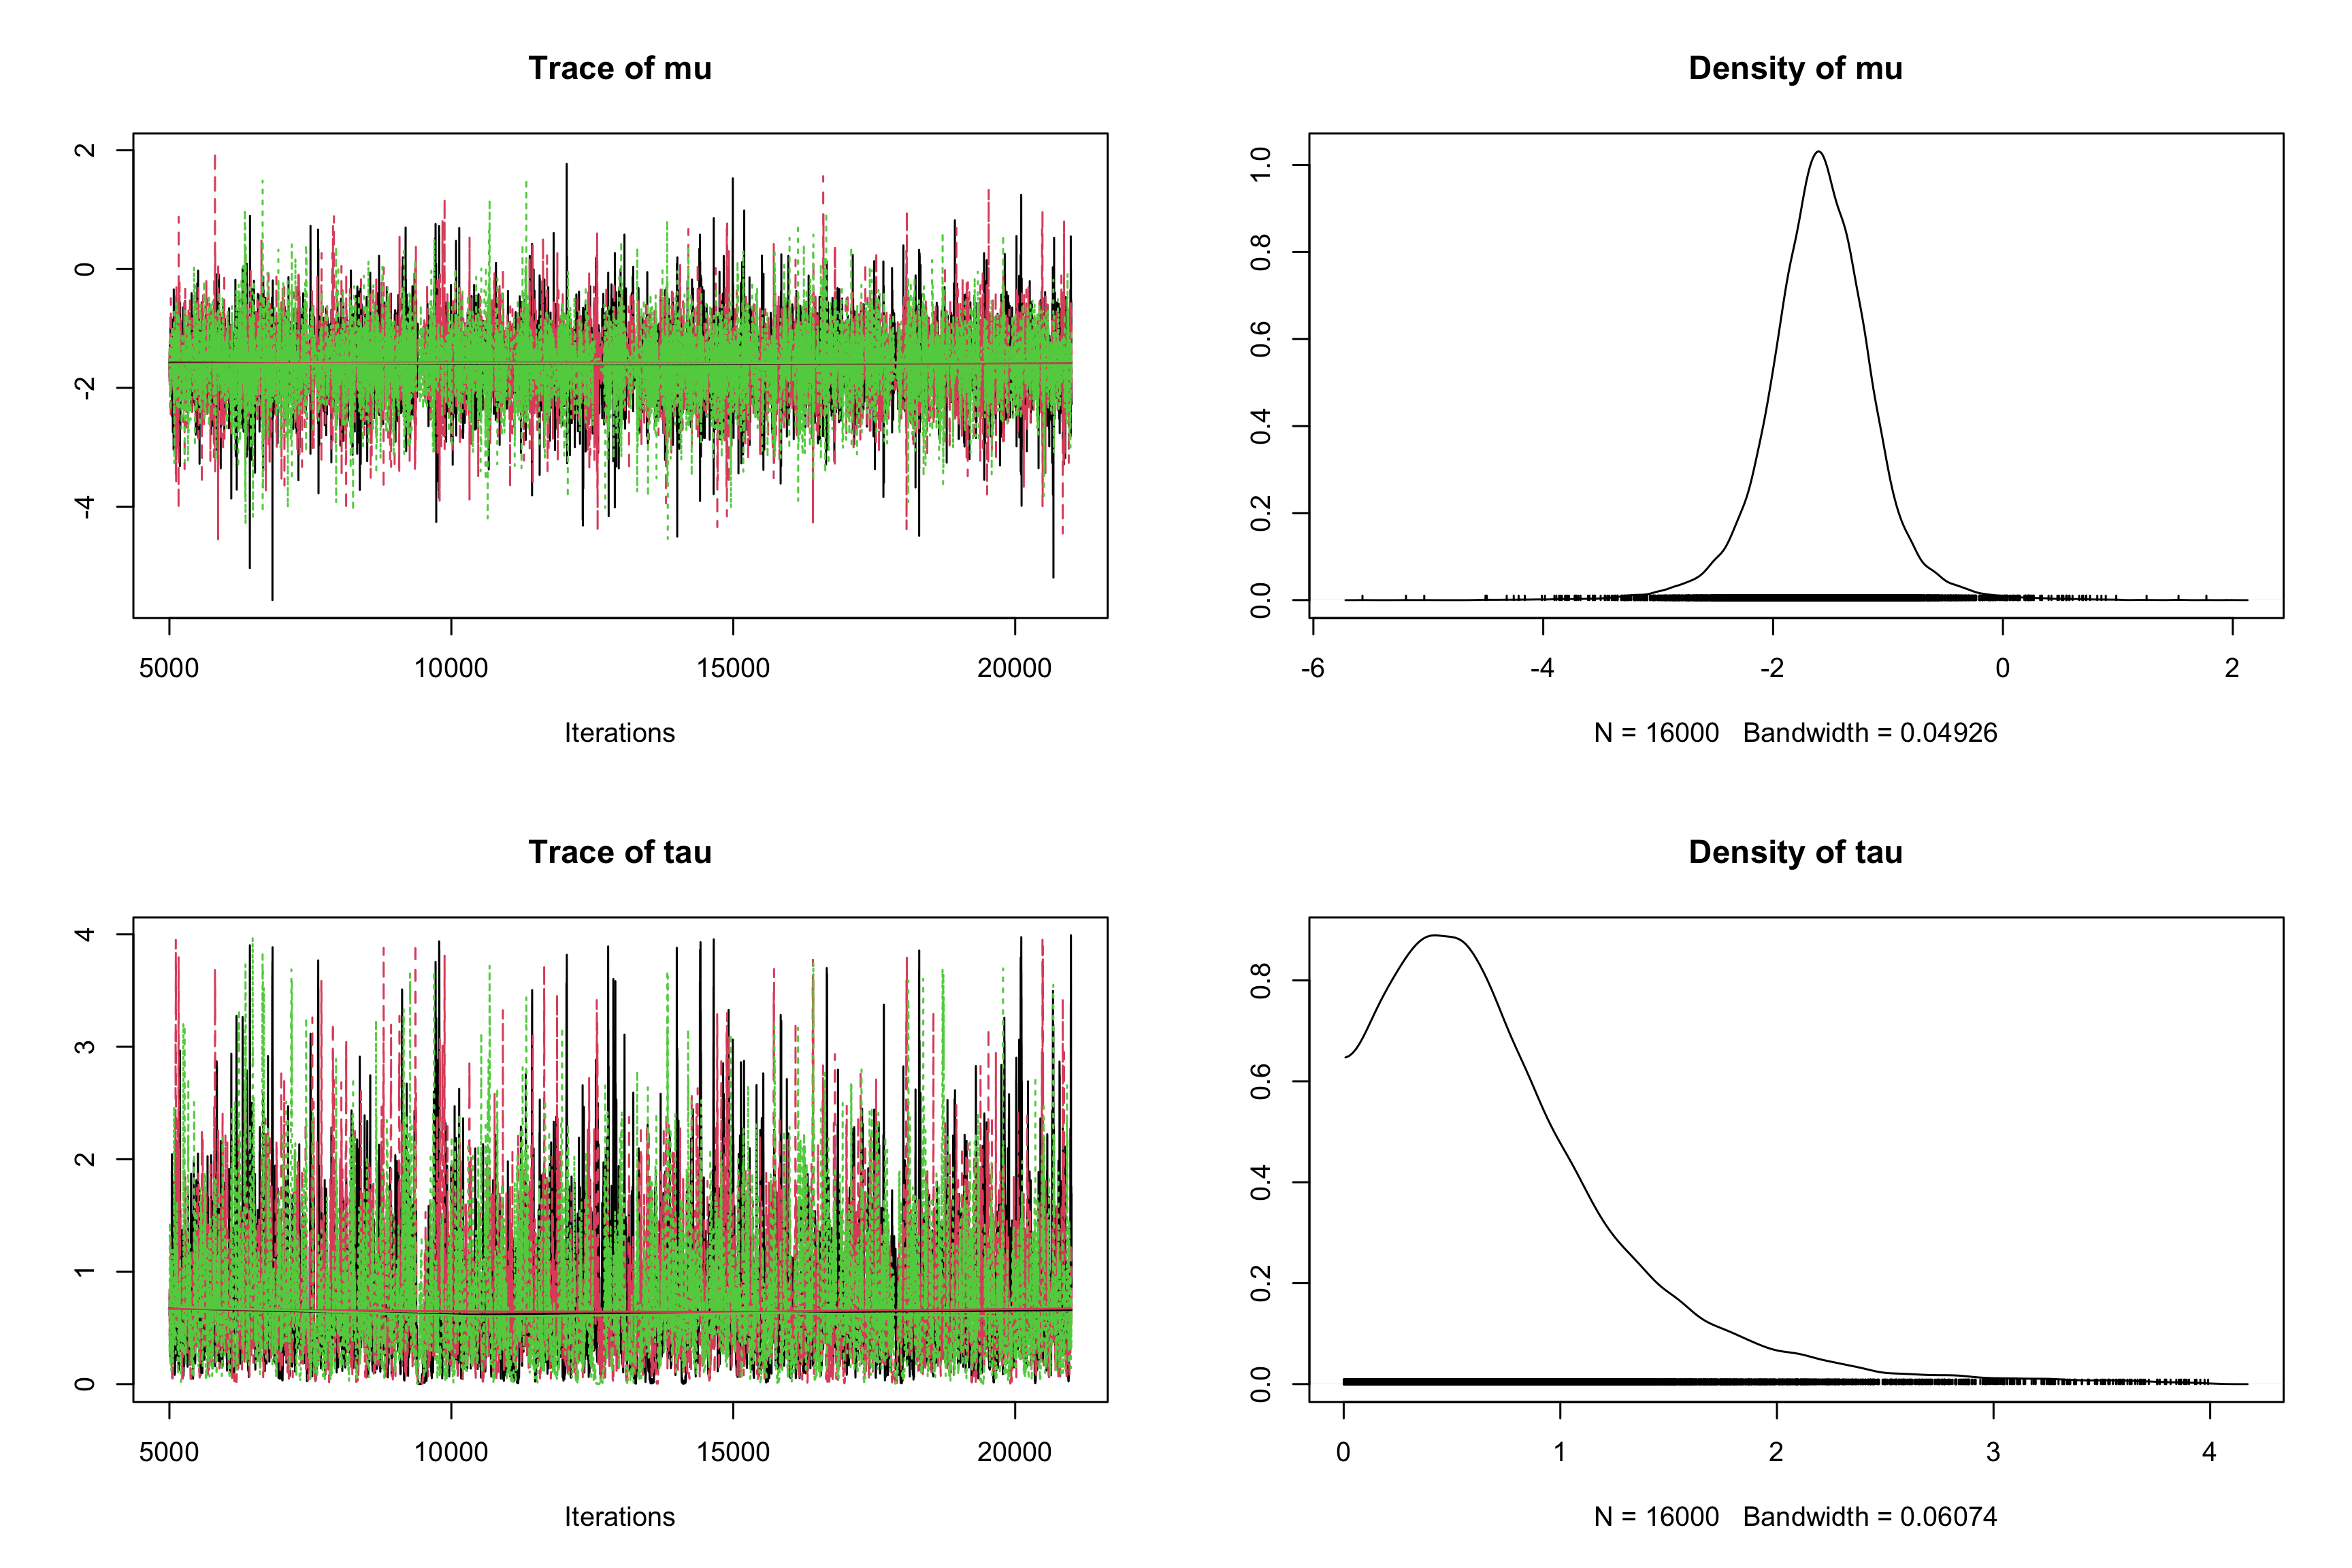 Trace of mu
2
0
-2
-4
5000 10000 15000 20000
Iterations
Density of mu
1.0
0.8
0.6
0.4
0.2
0.0
-6 -4 -2 0 2
N = 16000 Bandwidth = 0.04926
Trace of tau
4
3
2
1
0
5000 10000 15000 20000
Iterations
Density of tau
0.8
0.6
0.4
0.2
0.0
0 1 2 3 4
N = 16000 Bandwidth = 0.06074